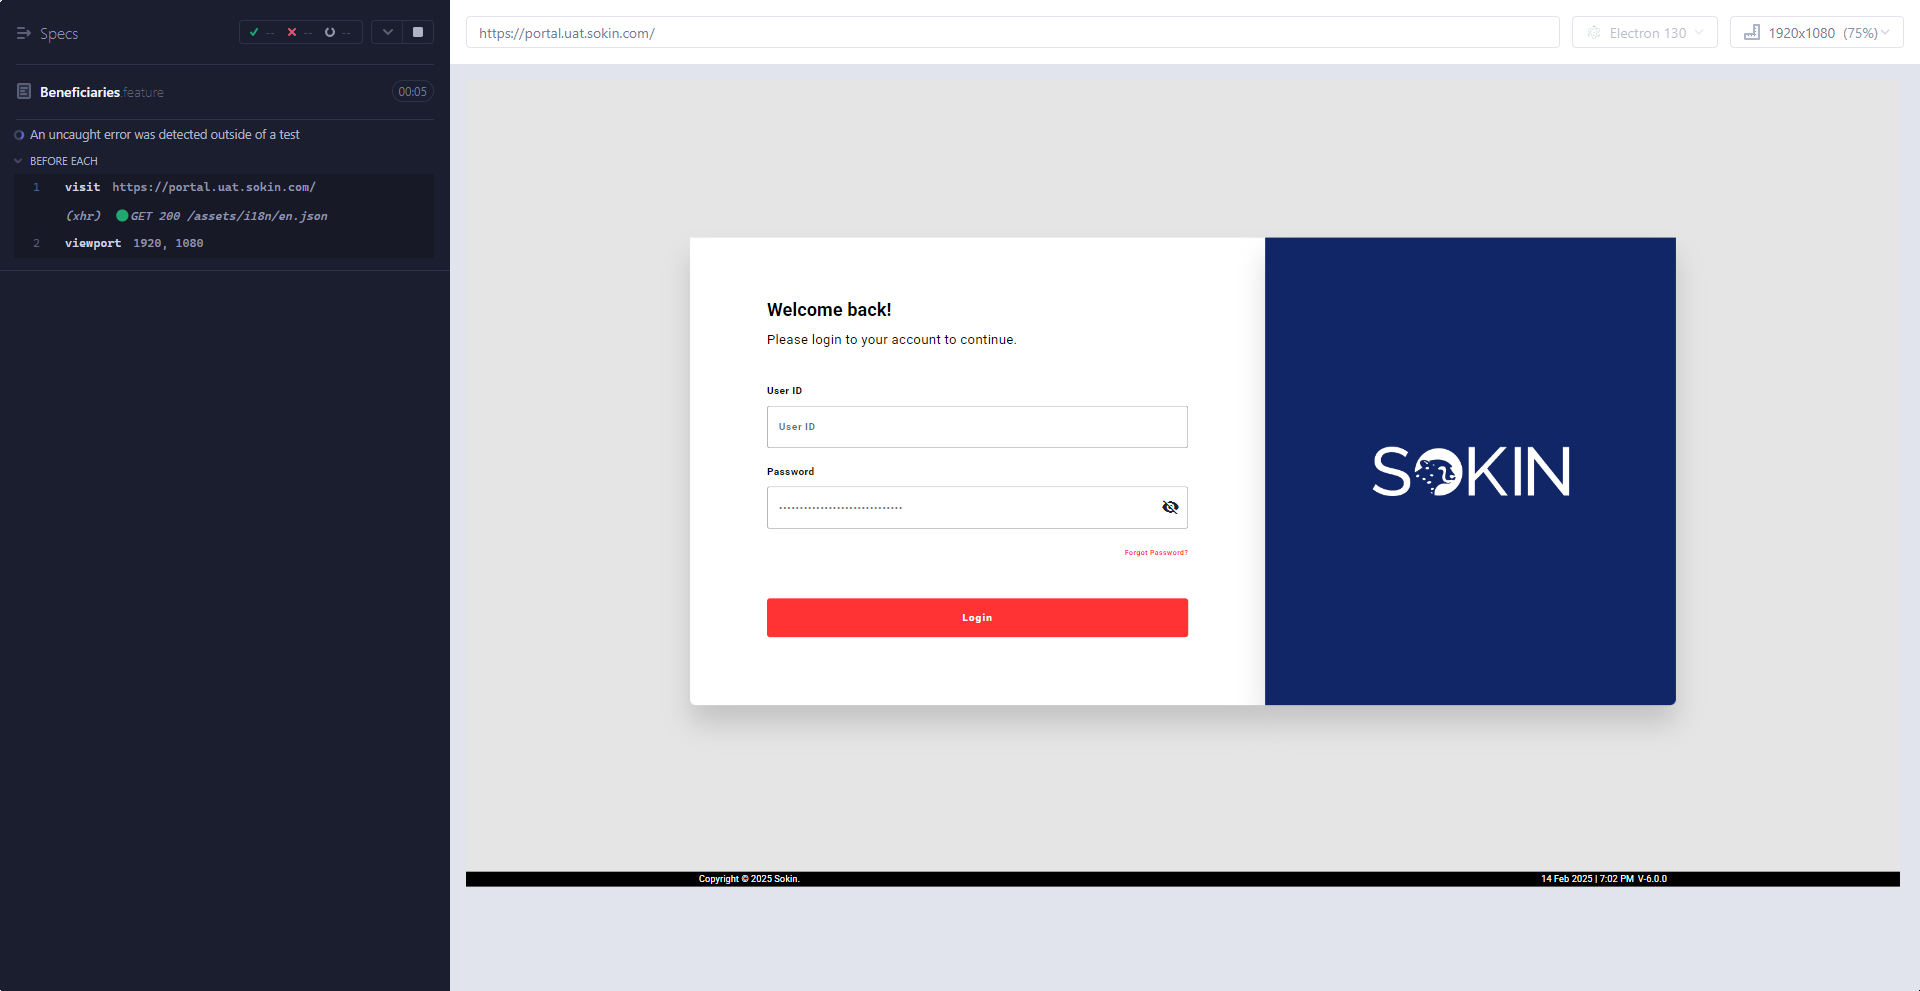 Specs
--
--
--
https://portal.uat.sokin.com/
Electron 130
1920x1080 (75%)
Beneficiaries.feature
00:05
An uncaught error was detected outside of a test
BEFORE EACH
1 visit https://portal.uat.sokin.com/
(xhr) GET 200 /assets/i18n/en.json
2 viewport 1920, 1080
Welcome back!
Please login to your account to continue.
User ID
User ID
Password
Forgot Password?
Login
SOKIN
Copyright © 2025 Sokin.
14 Feb 2025 | 7:02 PM V-6.0.0